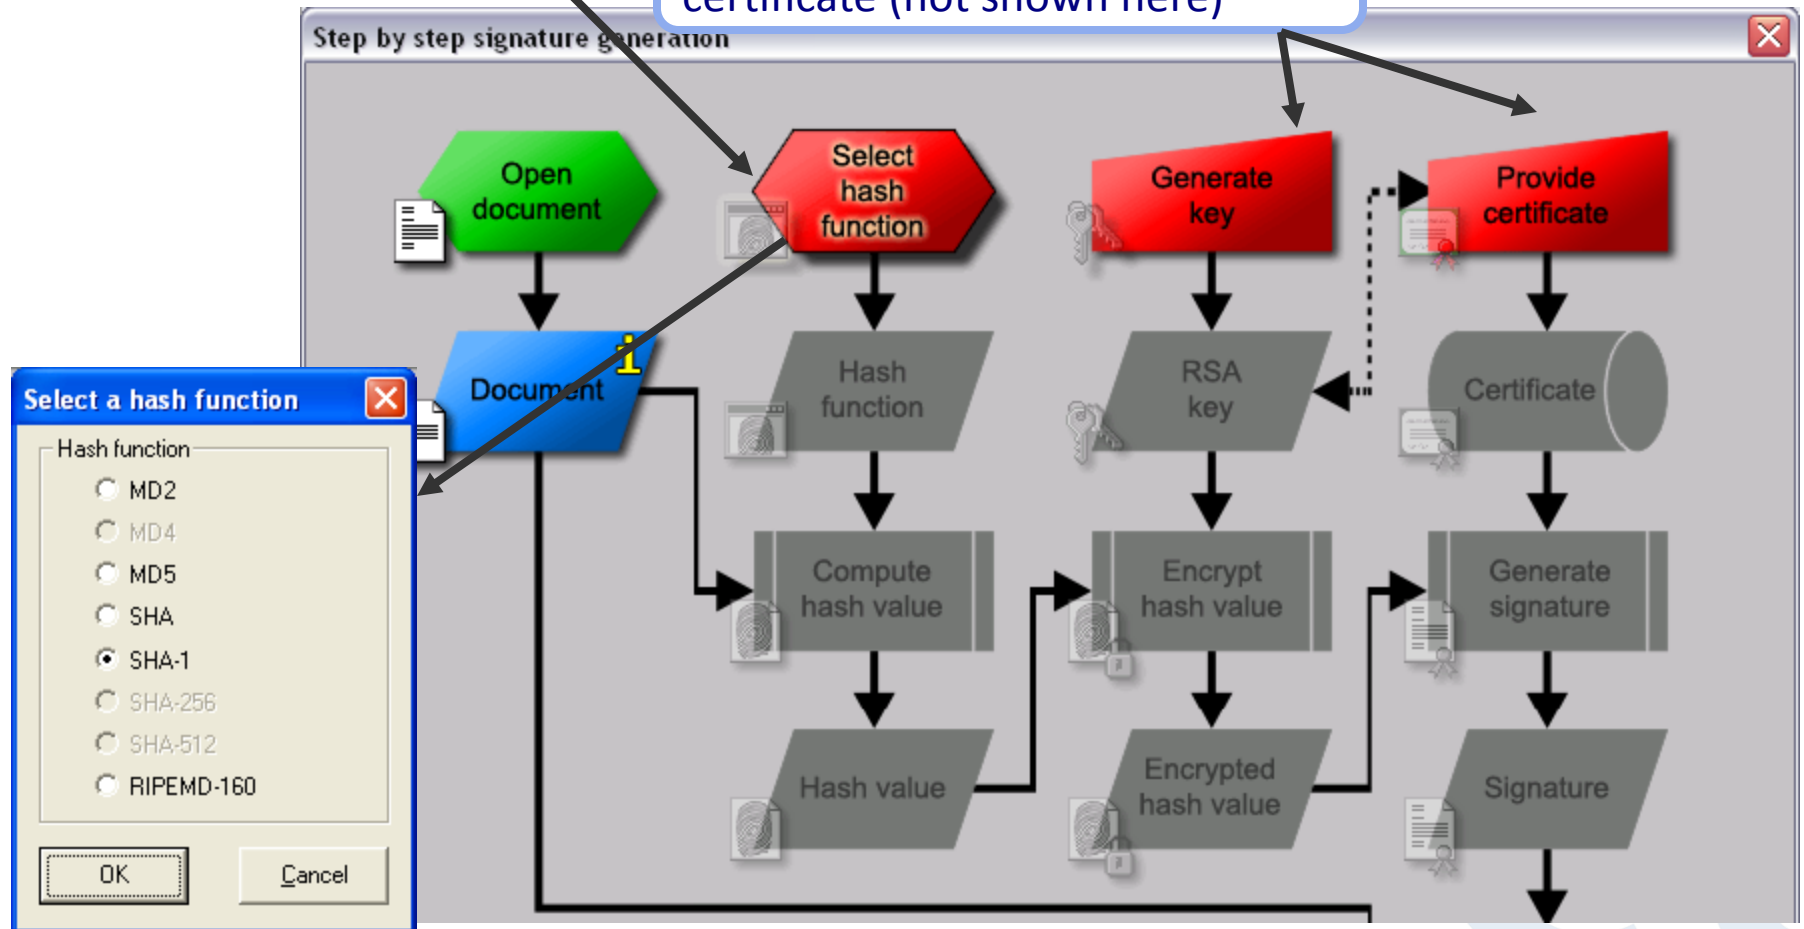 certificate (not shown here)
Step by step signature generation
Open
document
Select
hash
function
Generate
key
Provide
certificate
Document
i
Hash
function
RSA
key
Certificate
Select a hash function
Hash function
MD2
MD4
MD5
SHA
SHA-1
SHA-256
SHA-512
RIPEMD-160
OK
Cancel
Compute
hash value
Encrypt
hash value
Generate
signature
Hash value
Encrypted
hash value
Signature